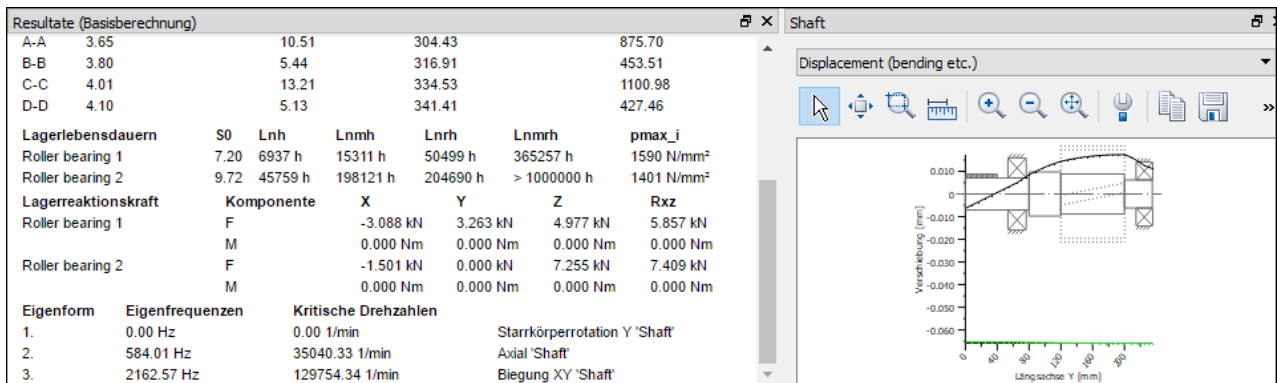 Resultate (Basisberechnung)
A-A 3.65 10.51 304.43 875.70
B-B 3.80 5.44 316.91 453.51
C-C 4.01 13.21 334.53 1100.98
D-D 4.10 5.13 341.41 427.46
Lagerlebensdauern S0 Lnh Lnmh Lnrh Lnmrh pmax_i
Roller bearing 1 7.20 6937 h 15311 h 50499 h 365257 h 1590 N/mm²
Roller bearing 2 9.72 45759 h 198121 h 204690 h > 1000000 h 1401 N/mm²
Lagerreaktionskraft Komponente X Y Z Rxz
Roller bearing 1 F -3.088 kN 3.263 kN 4.977 kN 5.857 kN
M 0.000 Nm 0.000 Nm 0.000 Nm 0.000 Nm
Roller bearing 2 F -1.501 kN 0.000 kN 7.255 kN 7.409 kN
M 0.000 Nm 0.000 Nm 0.000 Nm 0.000 Nm
Eigenform Eigenfrequenzen Kritische Drehzahlen
1. 0.00 Hz 0.00 1/min Starrkörperrotation Y 'Shaft'
2. 584.01 Hz 35040.33 1/min Axial 'Shaft'
3. 2162.57 Hz 129754.34 1/min Biegung XY 'Shaft'
Shaft
Displacement (bending etc.)
»
Verschiebung [mm]
0.010
0
-0.010
-0.020
-0.030
-0.040
-0.050
-0.060
0 40 80 120 160 200
Längsachse Y [mm]